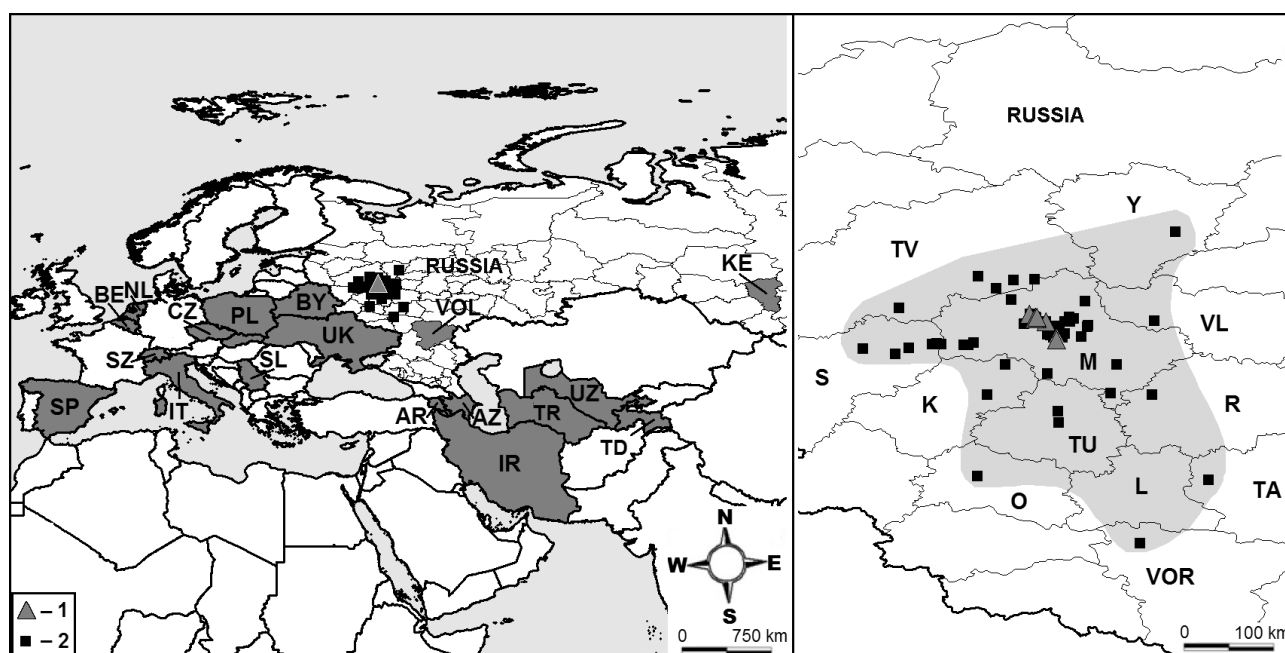 RUSSIA
KE
BE
NL
CZ
PL
BY
VOL
UK
SZ
SL
SP
IT
AR
AZ
UZ
TR
TD
IR
N
W
E
S
– 1
– 2
0 750 km
RUSSIA
Y
TV
VL
S
M
K
R
TU
L
TA
O
VOR
0 100 km